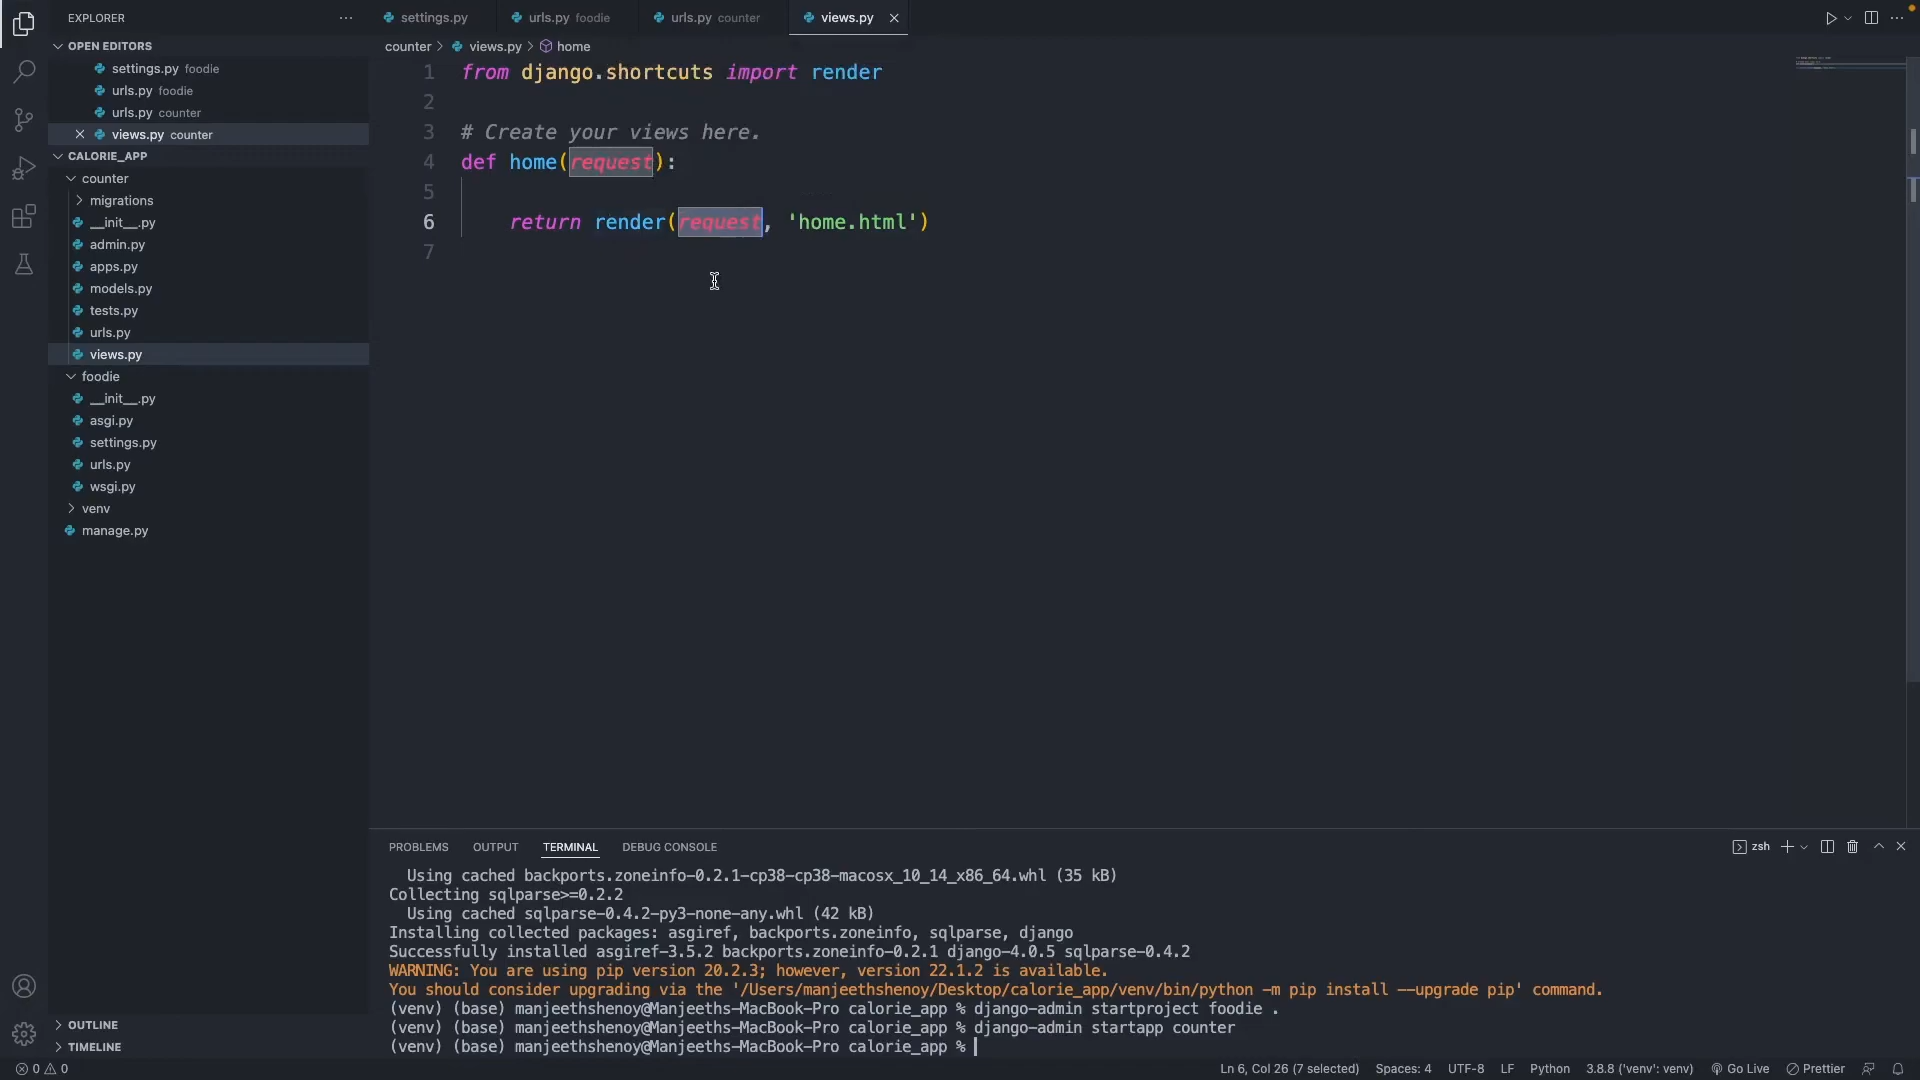 EXPLORER
OPEN EDITORS
settings.py foodie
urls.py foodie
urls.py counter
views.py counter
CALORIE_APP
counter
migrations
__init__.py
admin.py
apps.py
models.py
tests.py
urls.py
views.py
foodie
__init__.py
asgi.py
settings.py
urls.py
wsgi.py
venv
manage.py
OUTLINE
TIMELINE
settings.py
urls.py foodie
urls.py counter
views.py
counter > views.py > home
1 from django.shortcuts import render
2
3 # Create your views here.
4 def home(request):
5
6 return render(request, 'home.html')
7
PROBLEMS OUTPUT TERMINAL DEBUG CONSOLE
zsh
Using cached backports.zoneinfo-0.2.1-cp38-cp38-macosx_10_14_x86_64.whl (35 kB)
Collecting sqlparse>=0.2.2
Using cached sqlparse-0.4.2-py3-none-any.whl (42 kB)
Installing collected packages: asgiref, backports.zoneinfo, sqlparse, django
Successfully installed asgiref-3.5.2 backports.zoneinfo-0.2.1 django-4.0.5 sqlparse-0.4.2
WARNING: You are using pip version 20.2.3; however, version 22.1.2 is available.
You should consider upgrading via the '/Users/manjeethshenoy/Desktop/calorie_app/venv/bin/python -m pip install --upgrade pip' command.
(venv) (base) manjeethshenoy@Manjeeths-MacBook-Pro calorie_app % django-admin startproject foodie .
(venv) (base) manjeethshenoy@Manjeeths-MacBook-Pro calorie_app % django-admin startapp counter
(venv) (base) manjeethshenoy@Manjeeths-MacBook-Pro calorie_app %
0 0
Ln 6, Col 26 (7 selected) Spaces: 4 UTF-8 LF Python 3.8.8 ('venv': venv) Go Live Prettier